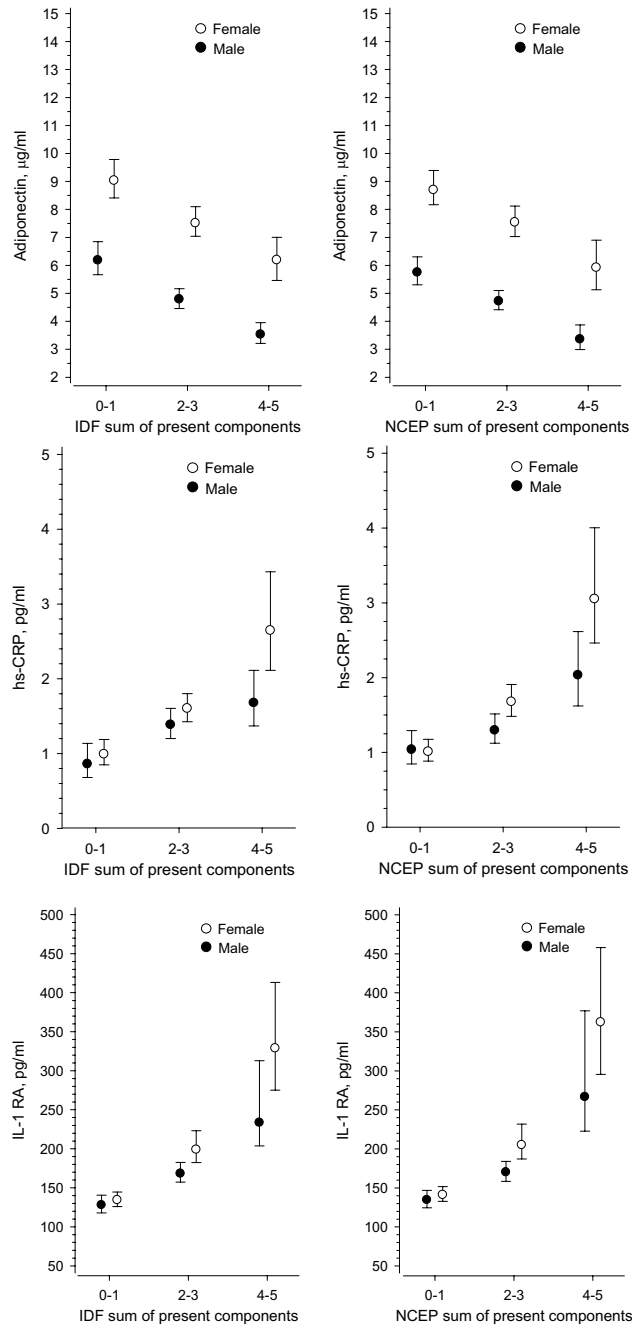 15
14
13
12
11
10
9
8
7
6
5
4
3
2
Adiponectin, μg/ml
Female
Male
0-1 2-3 4-5
IDF sum of present components
15
14
13
12
11
10
9
8
7
6
5
4
3
2
Adiponectin, μg/ml
Female
Male
0-1 2-3 4-5
NCEP sum of present components
5
4
3
2
1
0
hs-CRP, pg/ml
Female
Male
0-1 2-3 4-5
IDF sum of present components
5
4
3
2
1
0
hs-CRP, pg/ml
Female
Male
0-1 2-3 4-5
NCEP sum of present components
500
450
400
350
300
250
200
150
100
50
IL-1 RA, pg/ml
Female
Male
0-1 2-3 4-5
IDF sum of present components
500
450
400
350
300
250
200
150
100
50
IL-1 RA, pg/ml
Female
Male
0-1 2-3 4-5
NCEP sum of present components